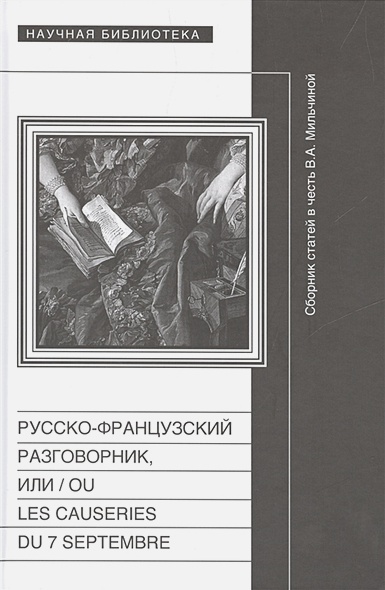 НАУЧНАЯ БИБЛИОТЕКА
Сборник статей в честь В.А. Мильчиной
РУССКО-ФРАНЦУЗСКИЙ
РАЗГОВОРНИК,
ИЛИ / OU
LES CAUSERIES
DU 7 SEPTEMBRE